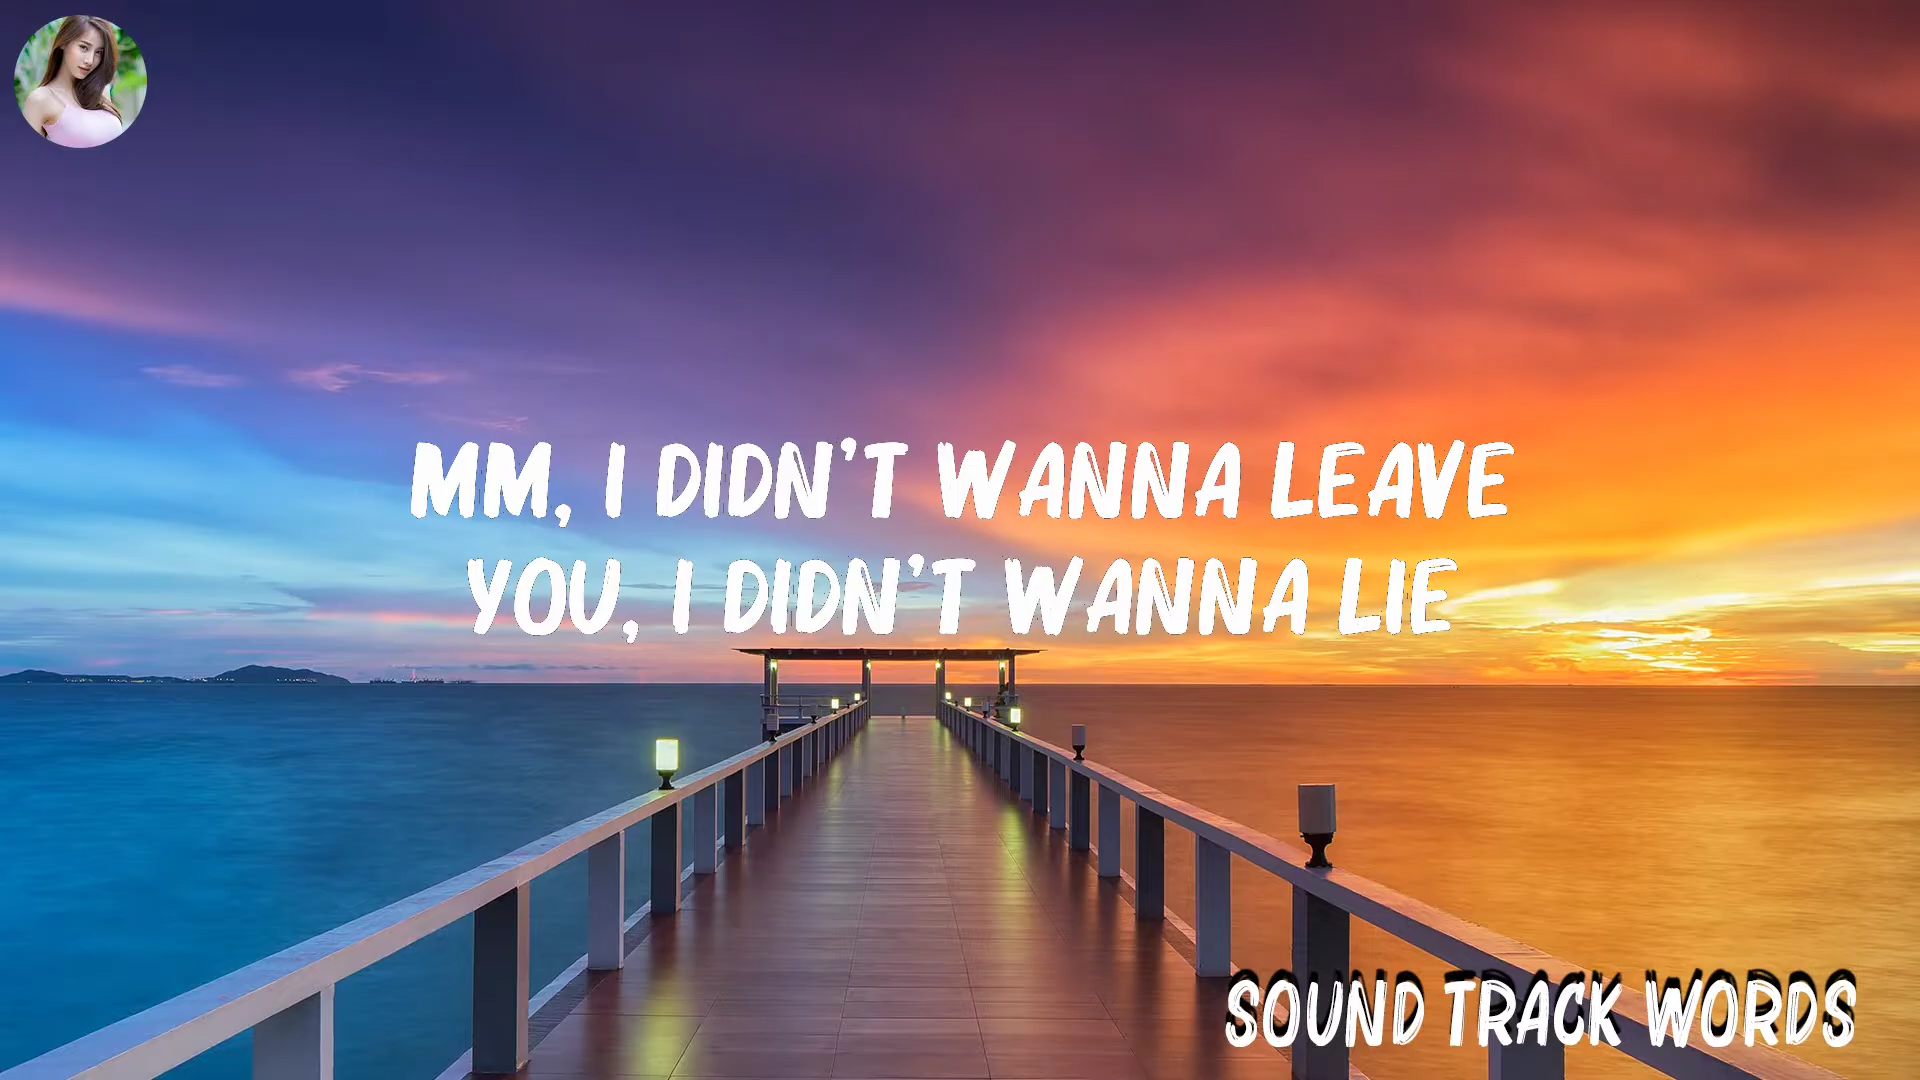 MM, I DIDN'T WANNA LEAVE
YOU, I DIDN'T WANNA LIE
SOUND TRACK WORDS